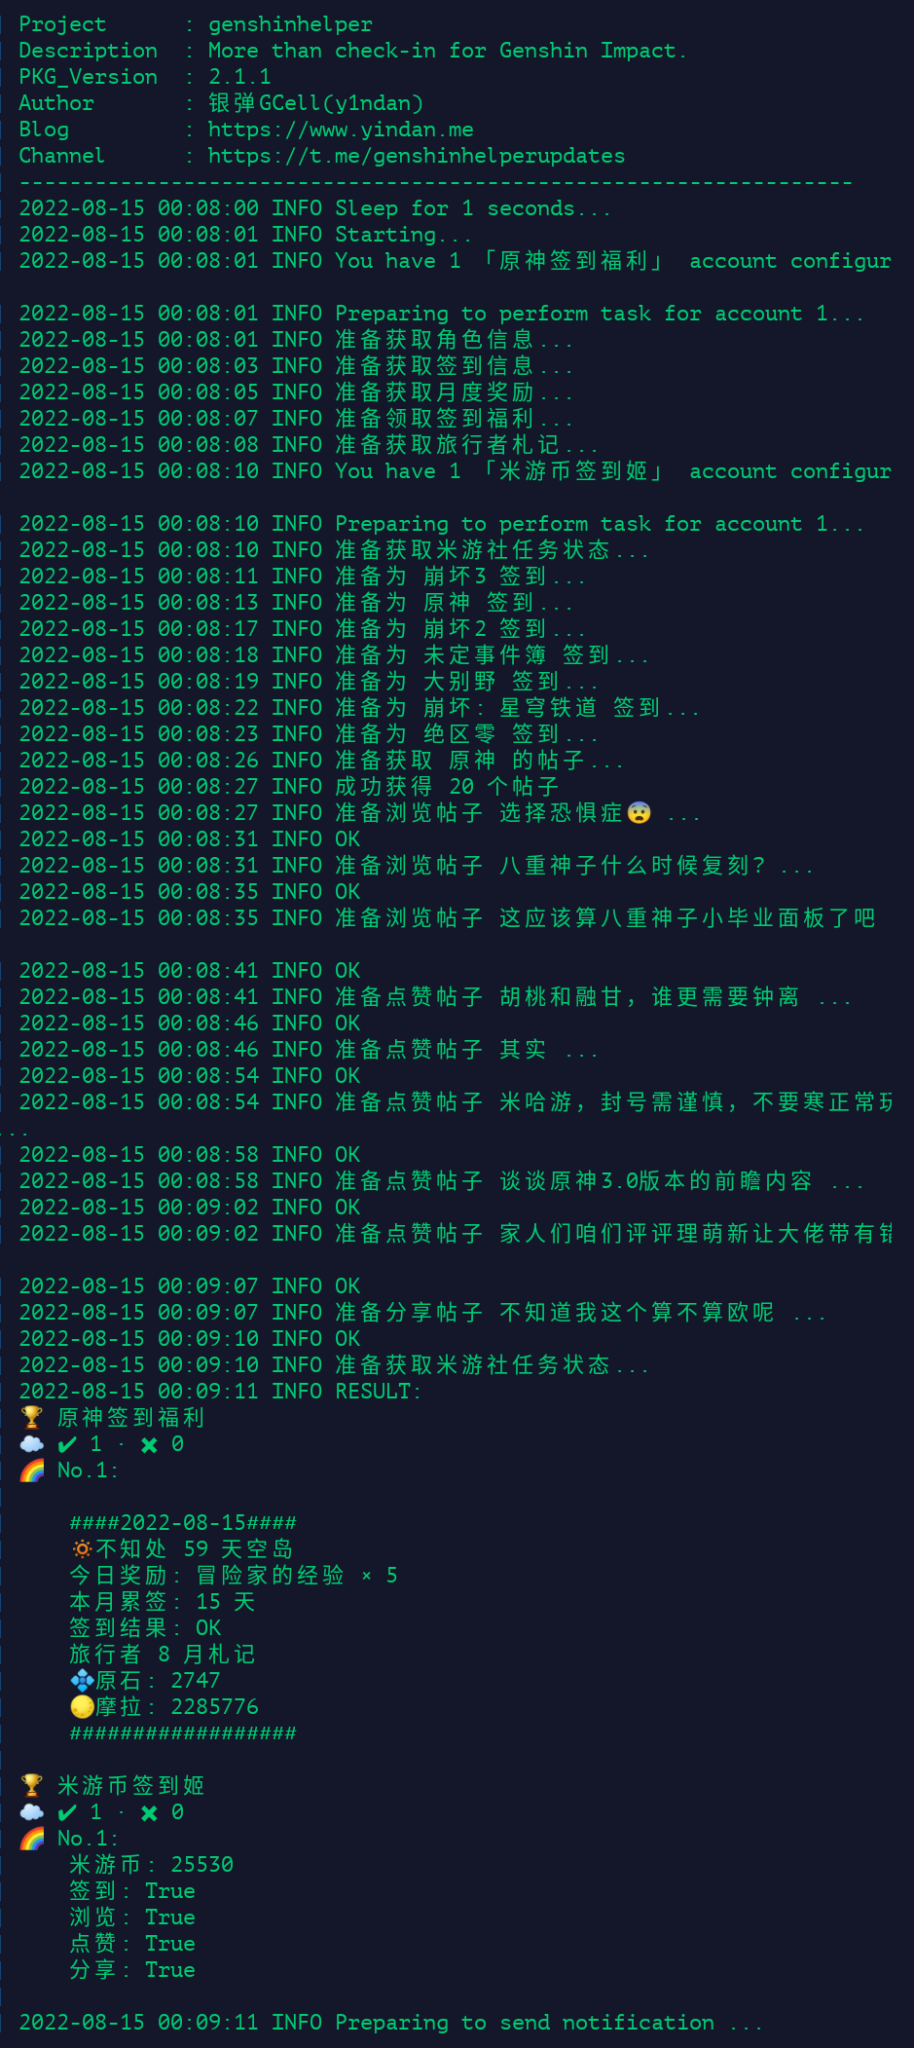 Project      : genshinhelper
Description  : More than check-in for Genshin Impact.
PKG_Version  : 2.1.1
Author       : 银弹GCell(y1ndan)
Blog         : https://www.yindan.me
Channel      : https://t.me/genshinhelperupdates
------------------------------------------------------------------
2022-08-15 00:08:00 INFO Sleep for 1 seconds...
2022-08-15 00:08:01 INFO Starting...
2022-08-15 00:08:01 INFO You have 1 「原神签到福利」 account configur
2022-08-15 00:08:01 INFO Preparing to perform task for account 1...
2022-08-15 00:08:01 INFO 准备获取角色信息...
2022-08-15 00:08:03 INFO 准备获取签到信息...
2022-08-15 00:08:05 INFO 准备获取月度奖励...
2022-08-15 00:08:07 INFO 准备领取签到福利...
2022-08-15 00:08:08 INFO 准备获取旅行者札记...
2022-08-15 00:08:10 INFO You have 1 「米游币签到姬」 account configur
2022-08-15 00:08:10 INFO Preparing to perform task for account 1...
2022-08-15 00:08:10 INFO 准备获取米游社任务状态...
2022-08-15 00:08:11 INFO 准备为 崩坏3 签到...
2022-08-15 00:08:13 INFO 准备为 原神 签到...
2022-08-15 00:08:17 INFO 准备为 崩坏2 签到...
2022-08-15 00:08:18 INFO 准备为 未定事件簿 签到...
2022-08-15 00:08:19 INFO 准备为 大别野 签到...
2022-08-15 00:08:22 INFO 准备为 崩坏: 星穹铁道 签到...
2022-08-15 00:08:23 INFO 准备为 绝区零 签到...
2022-08-15 00:08:26 INFO 准备获取 原神 的帖子...
2022-08-15 00:08:27 INFO 成功获得 20 个帖子
2022-08-15 00:08:27 INFO 准备浏览帖子 选择恐惧症😨 ...
2022-08-15 00:08:31 INFO OK
2022-08-15 00:08:31 INFO 准备浏览帖子 八重神子什么时候复刻? ...
2022-08-15 00:08:35 INFO OK
2022-08-15 00:08:35 INFO 准备浏览帖子 这应该算八重神子小毕业面板了吧
2022-08-15 00:08:41 INFO OK
2022-08-15 00:08:41 INFO 准备点赞帖子 胡桃和融甘，谁更需要钟离 ...
2022-08-15 00:08:46 INFO OK
2022-08-15 00:08:46 INFO 准备点赞帖子 其实 ...
2022-08-15 00:08:54 INFO OK
2022-08-15 00:08:54 INFO 准备点赞帖子 米哈游，封号需谨慎，不要寒正常玩
...
2022-08-15 00:08:58 INFO OK
2022-08-15 00:08:58 INFO 准备点赞帖子 谈谈原神3.0版本的前瞻内容 ...
2022-08-15 00:09:02 INFO OK
2022-08-15 00:09:02 INFO 准备点赞帖子 家人们咱们评评理萌新让大佬带有错
2022-08-15 00:09:07 INFO OK
2022-08-15 00:09:07 INFO 准备分享帖子 不知道我这个算不算欧呢 ...
2022-08-15 00:09:10 INFO OK
2022-08-15 00:09:10 INFO 准备获取米游社任务状态...
2022-08-15 00:09:11 INFO RESULT:
🏆 原神签到福利
☁️ ✔ 1 · ✖ 0
🌈 No.1:
####2022-08-15####
🔅不知处 59 天空岛
今日奖励: 冒险家的经验 × 5
本月累签: 15 天
签到结果: OK
旅行者 8 月札记
💠原石: 2747
🌕摩拉: 2285776
##################
🏆 米游币签到姬
☁️ ✔ 1 · ✖ 0
🌈 No.1:
米游币: 25530
签到: True
浏览: True
点赞: True
分享: True
2022-08-15 00:09:11 INFO Preparing to send notification ...